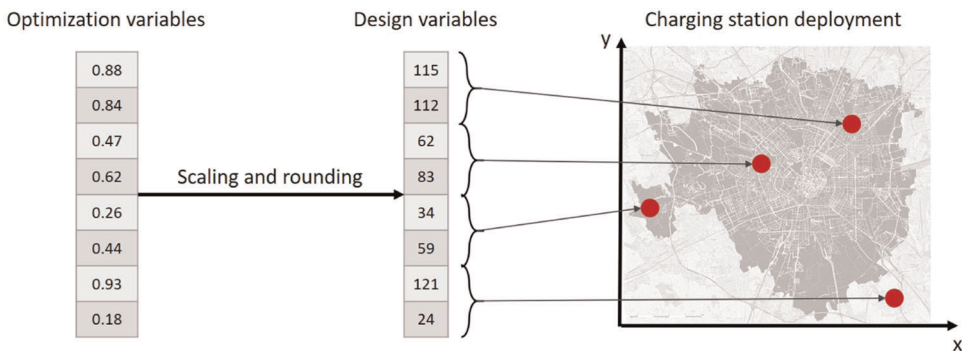 Optimization variables
Design variables
Charging station deployment
0.88
0.84
0.47
0.62
0.26
0.44
0.93
0.18
Scaling and rounding
115
112
62
83
34
59
121
24
y
x